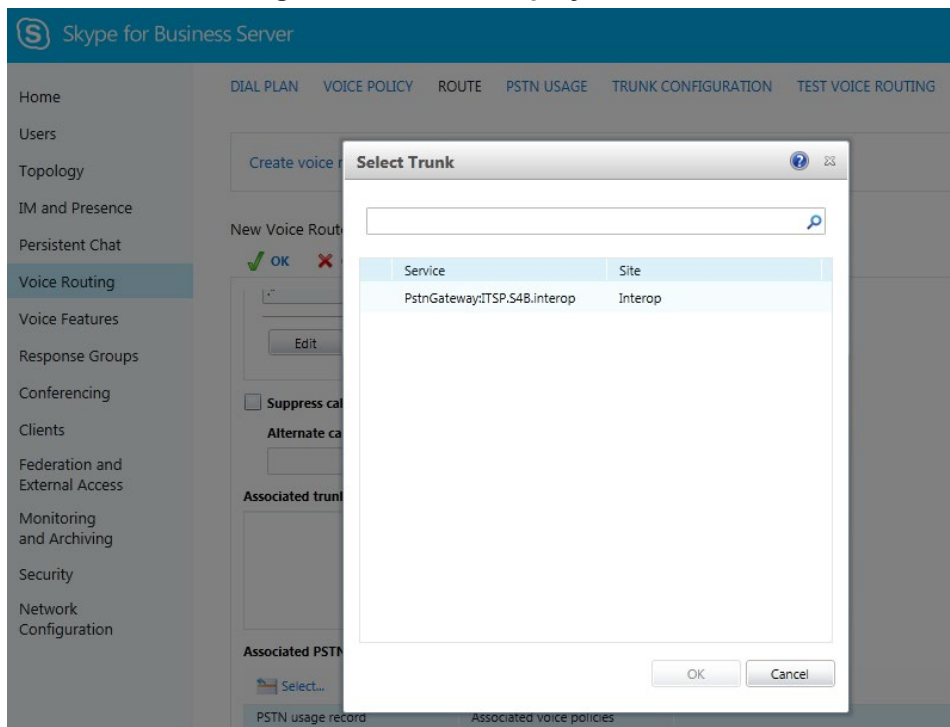 Skype for Business Server
Home
Users
Topology
IM and Presence
Persistent Chat
Voice Routing
Voice Features
Response Groups
Conferencing
Clients
Federation and
External Access
Monitoring
and Archiving
Security
Network
Configuration
DIAL PLAN VOICE POLICY ROUTE PSTN USAGE TRUNK CONFIGURATION TEST VOICE ROUTING
Create voice r
New Voice Rout
OK
Edit
Suppress cal
Alternate ca
Associated trunk
Associated PSTN
Select...
PSTN usage record Associated voice policies
Select Trunk
Service Site
PstnGateway:ITSP.S4B.interop Interop
OK Cancel